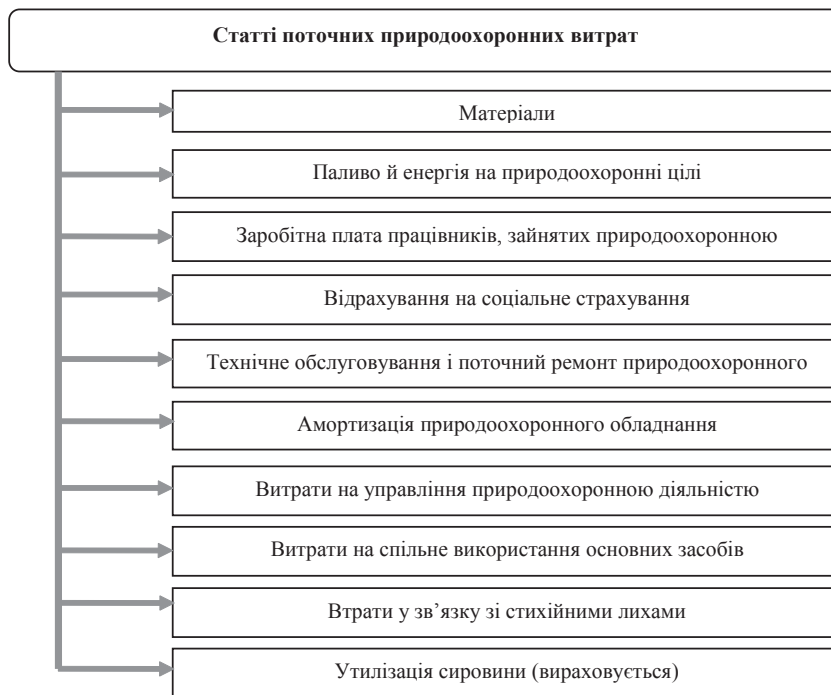 Статті поточних природоохоронних витрат
Матеріали
Паливо й енергія на природоохоронні цілі
Заробітна плата працівників, зайнятих природоохоронною
Відрахування на соціальне страхування
Технічне обслуговування і поточний ремонт природоохоронного
Амортизація природоохоронного обладнання
Витрати на управління природоохоронною діяльністю
Витрати на спільне використання основних засобів
Втрати у зв’язку зі стихійними лихами
Утилізація сировини (вираховується)